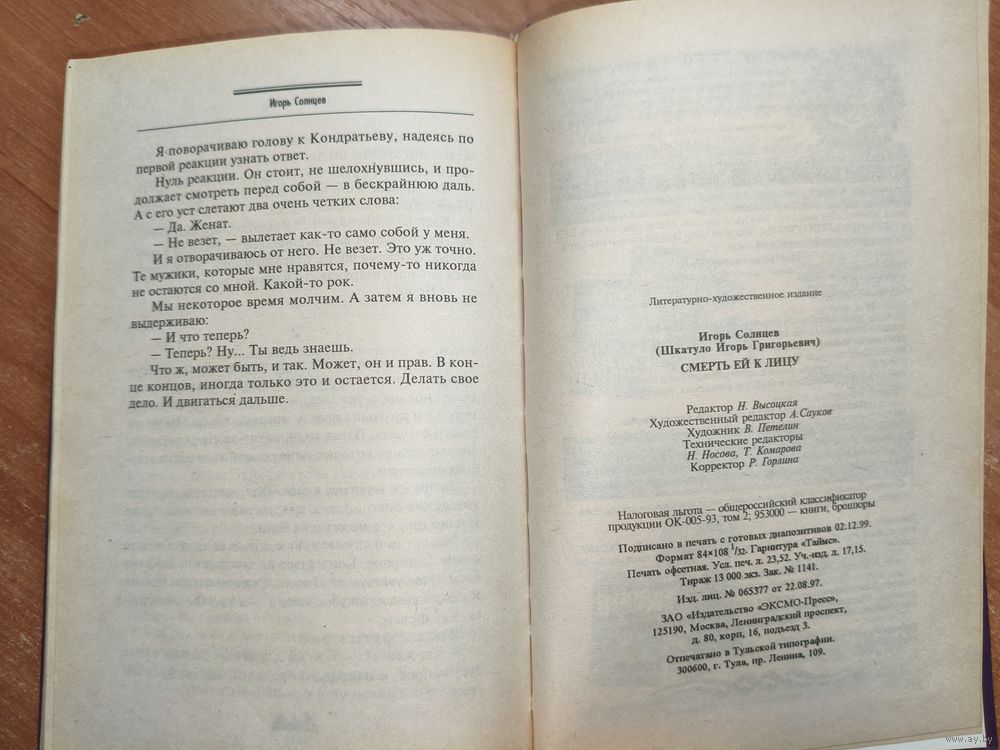 Игорь Солнцев
Я поворачиваю голову к Кондратьеву, надеясь по
первой реакции узнать ответ.
Нуль реакции. Он стоит, не шелохнувшись, и про-
должает смотреть перед собой — в бескрайнюю даль.
А с его уст слетают два очень четких слова:
— Да. Женат.
— Не везет, — вылетает как-то само собой у меня.
И я отворачиваюсь от него. Не везет. Это уж точно.
Те мужики, которые мне нравятся, почему-то никогда
не остаются со мной. Какой-то рок.
Мы некоторое время молчим. А затем я вновь не
выдерживаю:
— И что теперь?
— Теперь? Ну... Ты ведь знаешь.
Что ж, может быть, и так. Может, он и прав. В кон-
це концов, иногда только это и остается. Делать свое
дело. И двигаться дальше.
Литературно-художественное издание
Игорь Солнцев
(Шкатуло Игорь Григорьевич)
СМЕРТЬ ЕЙ К ЛИЦУ
Редактор Н. Высоцкая
Художественный редактор А. Сауков
Художник В. Петелин
Технические редакторы
Н. Носова, Т. Комарова
Корректор Р. Горлина
Налоговая льгота — общероссийский классификатор
продукции ОК-005-93, том 2; 953000 — книги, брошюры
Подписано в печать с готовых диапозитивов 02.12.99.
Формат 84×108 1/32. Гарнитура «Таймс».
Печать офсетная. Усл. печ. л. 23,52. Уч.-изд. л. 17,15.
Тираж 13 000 экз. Зак. № 1141.
Изд. лиц. № 065377 от 22.08.97.
ЗАО «Издательство «ЭКСМО-Пресс»,
125190, Москва, Ленинградский проспект,
д. 80, корп. 16, подъезд 3.
Отпечатано в Тульской типографии.
300600, г. Тула, пр. Ленина, 109.
www.ay.by